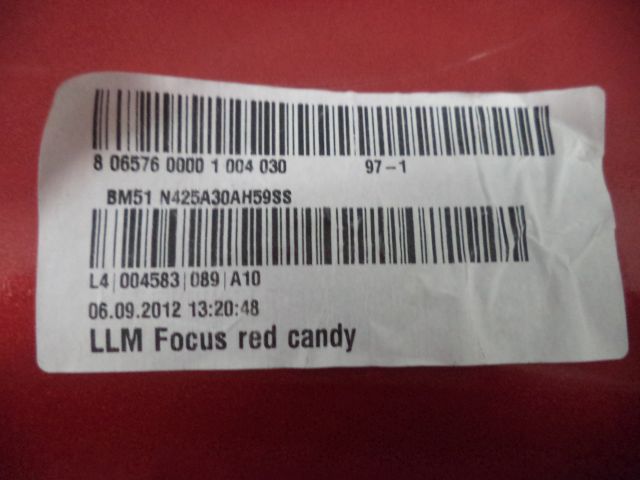 8 06576 0000 1 004 030 97-1
BM51 N425A30AH59SS
L4|004583|089|A10
06.09.2012 13:20:48
LLM Focus red candy